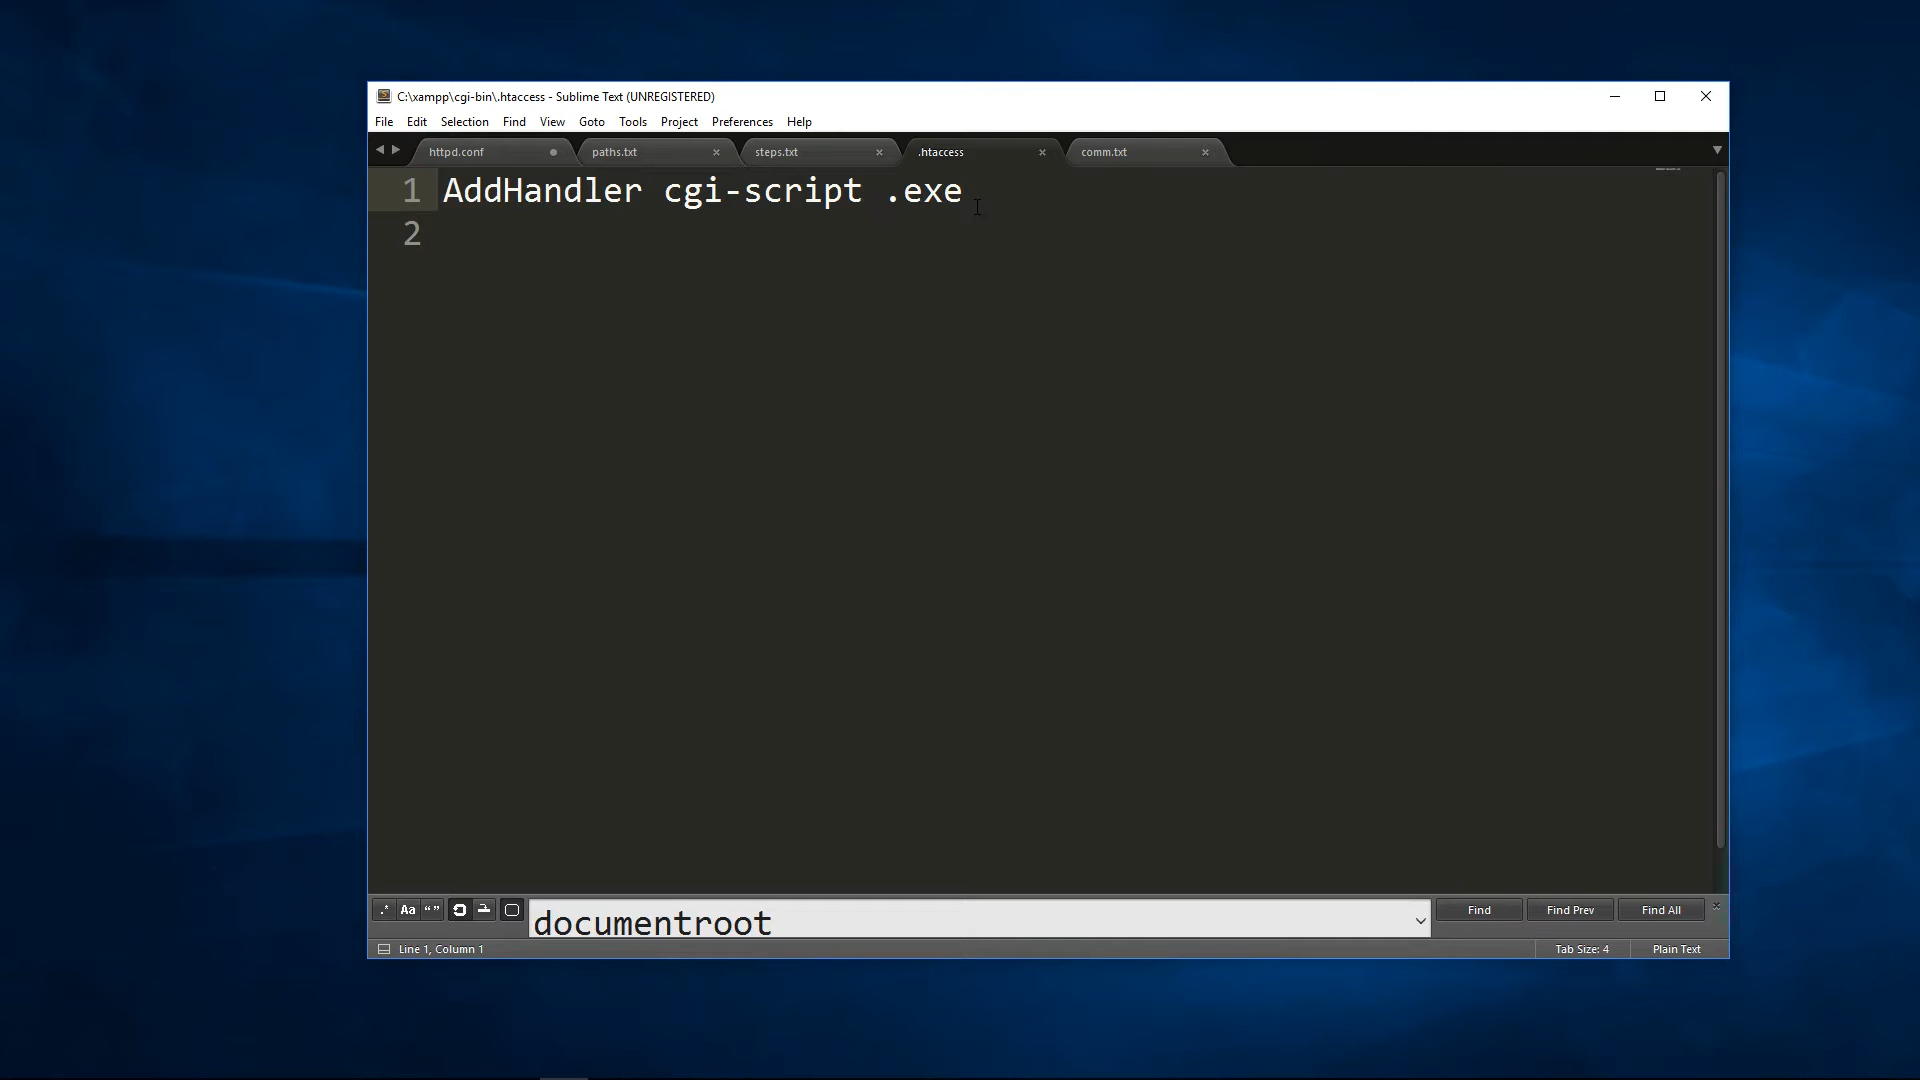 C:\xampp\cgi-bin\.htaccess - Sublime Text (UNREGISTERED)
File Edit Selection Find View Goto Tools Project Preferences Help
httpd.conf paths.txt steps.txt .htaccess comm.txt
1 AddHandler cgi-script .exe
2
.* Aa “ ” documentroot Find Find Prev Find All
Line 1, Column 1 Tab Size: 4 Plain Text